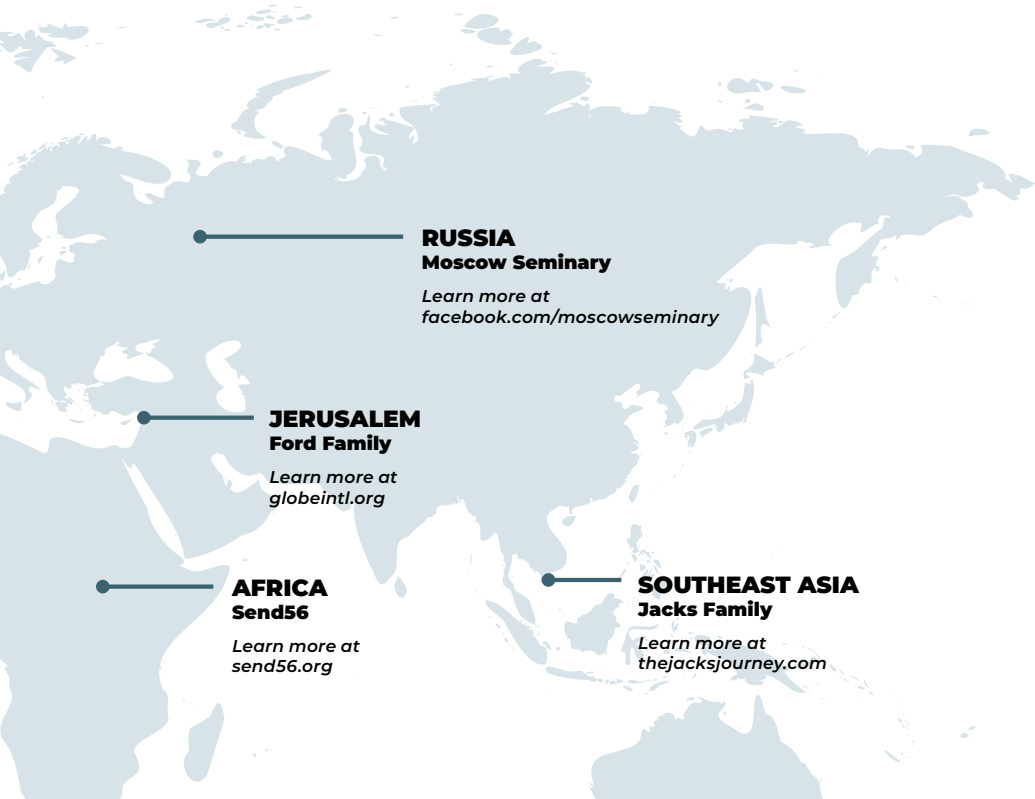 RUSSIA
Moscow Seminary
Learn more at
facebook.com/moscowseminary
JERUSALEM
Ford Family
Learn more at
globeintl.org
AFRICA
Send56
Learn more at
send56.org
SOUTHEAST ASIA
Jacks Family
Learn more at
thejacksjourney.com